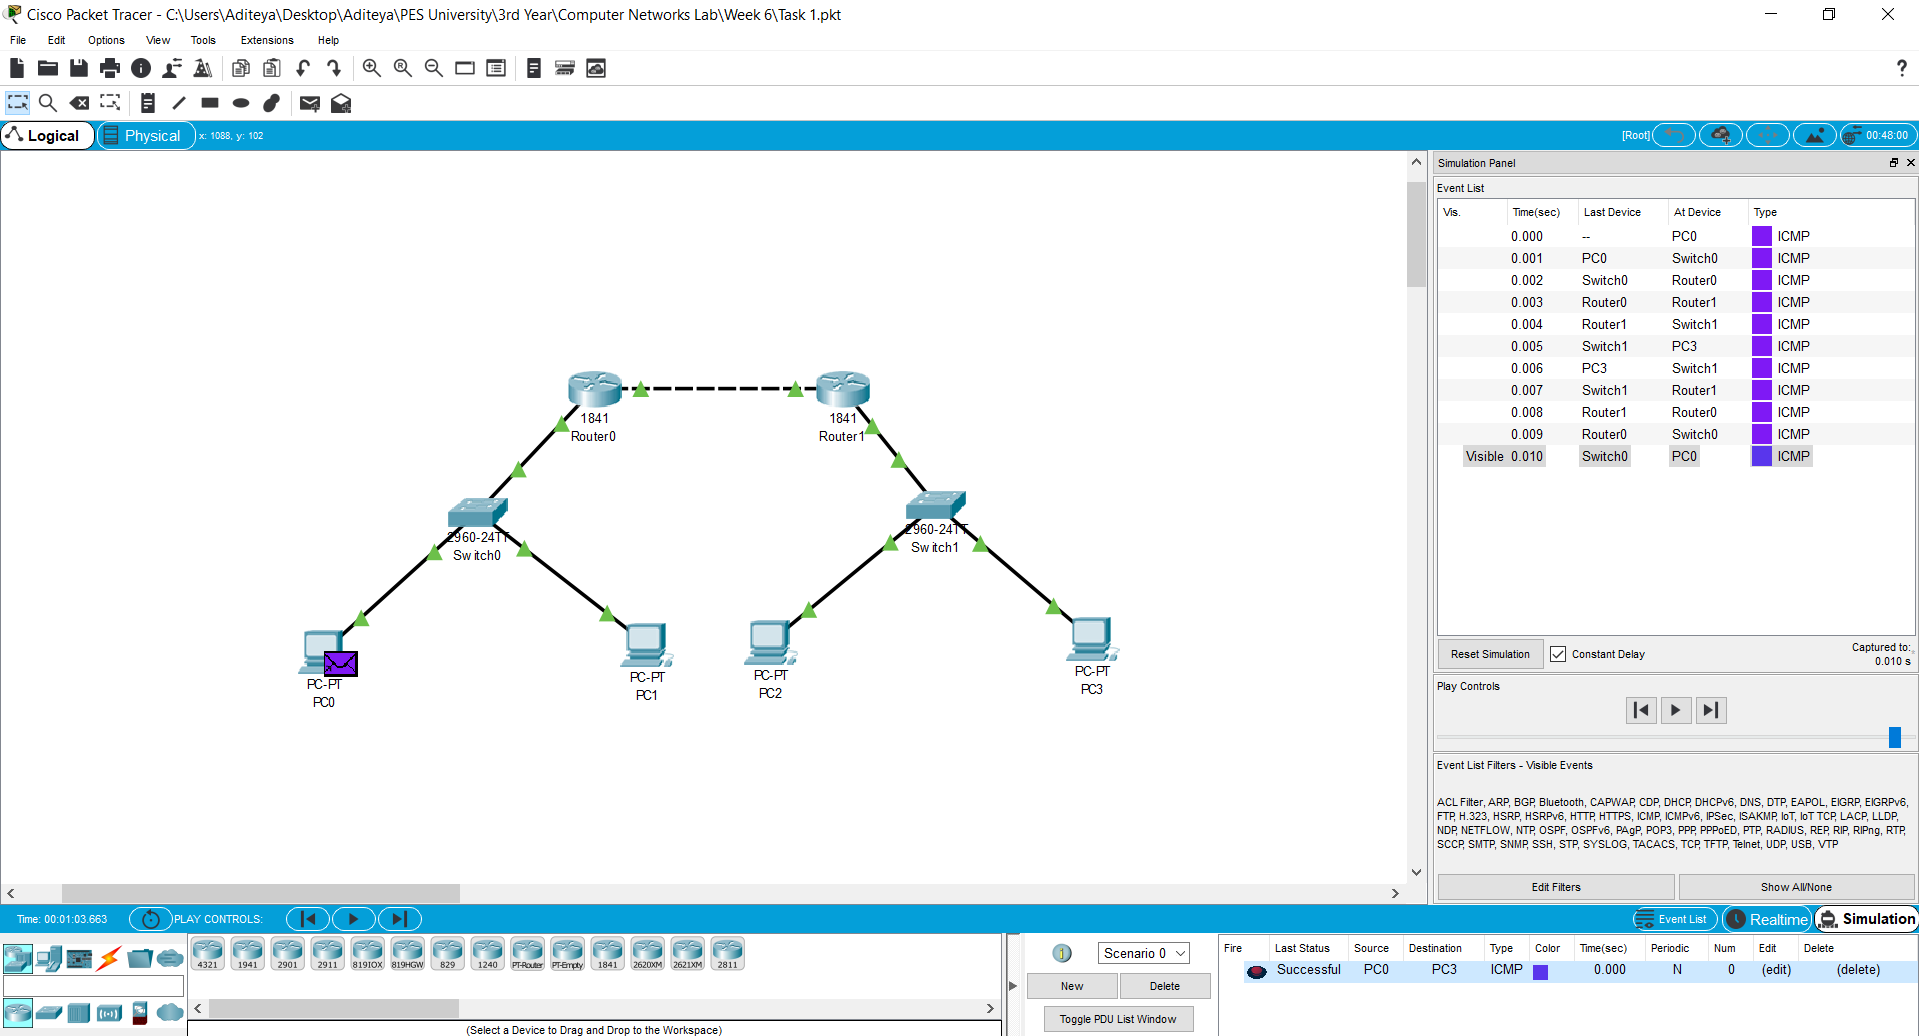 Cisco Packet Tracer - C:\Users\Aditeya\Desktop\Aditeya\PES University\3rd Year\Computer Networks Lab\Week 6\Task 1.pkt
File Edit Options View Tools Extensions Help
?
Logical Physical x: 1088, y: 102 [Root] 00:48:00
Simulation Panel
Event List
Vis. Time(sec) Last Device At Device Type
0.000 -- PC0 ICMP
0.001 PC0 Switch0 ICMP
0.002 Switch0 Router0 ICMP
0.003 Router0 Router1 ICMP
0.004 Router1 Switch1 ICMP
0.005 Switch1 PC3 ICMP
0.006 PC3 Switch1 ICMP
0.007 Switch1 Router1 ICMP
0.008 Router1 Router0 ICMP
0.009 Router0 Switch0 ICMP
Visible 0.010 Switch0 PC0 ICMP
1841
Router0
1841
Router1
2960-24TT
Switch0
2960-24TT
Switch1
PC-PT
PC0
PC-PT
PC1
PC-PT
PC2
PC-PT
PC3
Reset Simulation Constant Delay Captured to:
0.010 s
Play Controls
Event List Filters - Visible Events
ACL Filter, ARP, BGP, Bluetooth, CAPWAP, CDP, DHCP, DHCPv6, DNS, DTP, EAPOL, EIGRP, EIGRPv6,
FTP, H.323, HSRP, HSRPv6, HTTP, HTTPS, ICMP, ICMPv6, IPSec, ISAKMP, IoT, IoT TCP, LACP, LLDP,
NDP, NETFLOW, NTP, OSPF, OSPFv6, PAgP, POP3, PPP, PPPoED, PTP, RADIUS, REP, RIP, RIPng, RTP,
SCCP, SMTP, SNMP, SSH, STP, SYSLOG, TACACS, TCP, TFTP, Telnet, UDP, USB, VTP
Edit Filters Show All/None
Time: 00:01:03.663 PLAY CONTROLS: Event List Realtime Simulation
4321 1941 2901 2911 819IOX 819HGW 829 1240 PT-Router PT-Empty 1841 2620XM 2621XM 2811
(Select a Device to Drag and Drop to the Workspace)
Scenario 0
New Delete
Toggle PDU List Window
Fire Last Status Source Destination Type Color Time(sec) Periodic Num Edit Delete
Successful PC0 PC3 ICMP 0.000 N 0 (edit) (delete)